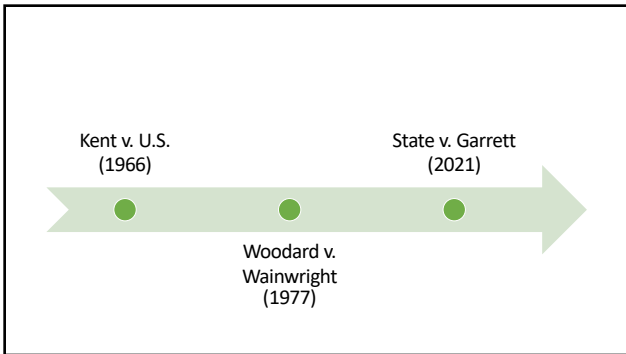 Kent v. U.S.
(1966)
Woodard v.
Wainwright
(1977)
State v. Garrett
(2021)